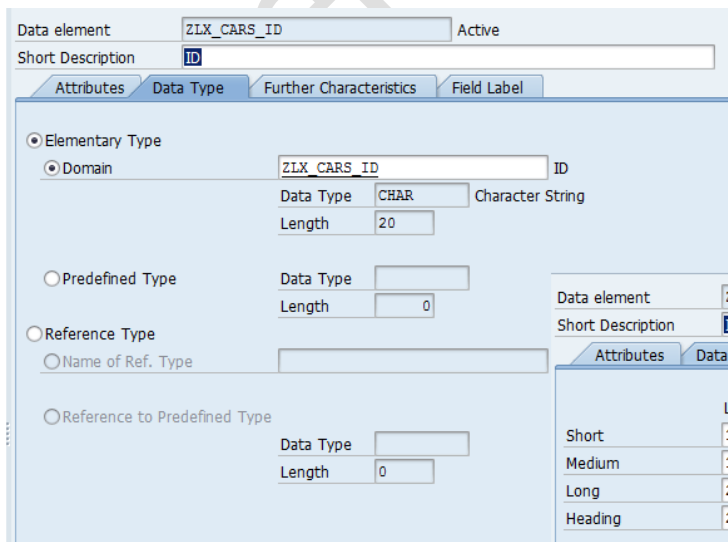 Data element ZLX_CARS_ID Active
Short Description ID
Attributes Data Type Further Characteristics Field Label
Elementary Type
Domain ZLX_CARS_ID ID
Data Type CHAR Character String
Length 20
Predefined Type Data Type
Length 0
Reference Type
Name of Ref. Type
Reference to Predefined Type
Data Type
Length 0
Data element
Short Description
Attributes Data
Short
Medium
Long
Heading